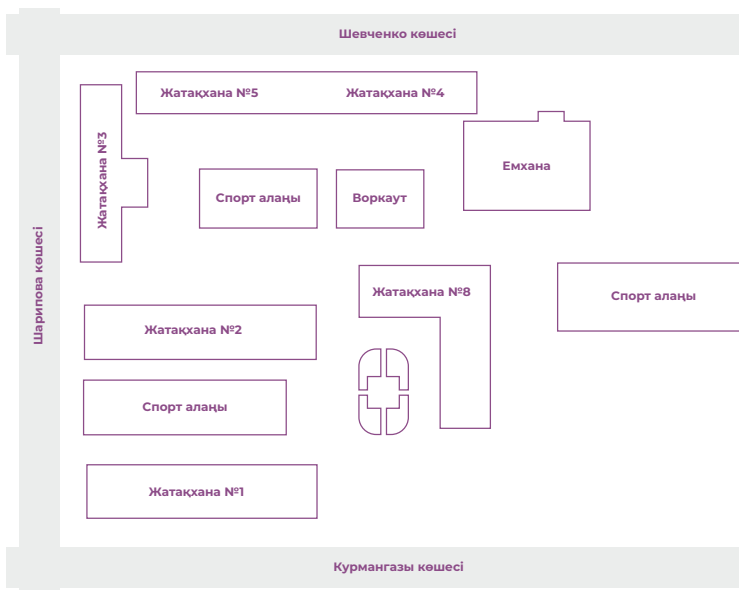 Шевченко көшесі
Жатақхана №5
Жатақхана №4
Жатақхана №3
Емхана
Спорт алаңы
Воркаут
Шарипова көшесі
Жатақхана №8
Спорт алаңы
Жатақхана №2
Спорт алаңы
Жатақхана №1
Курмангазы көшесі